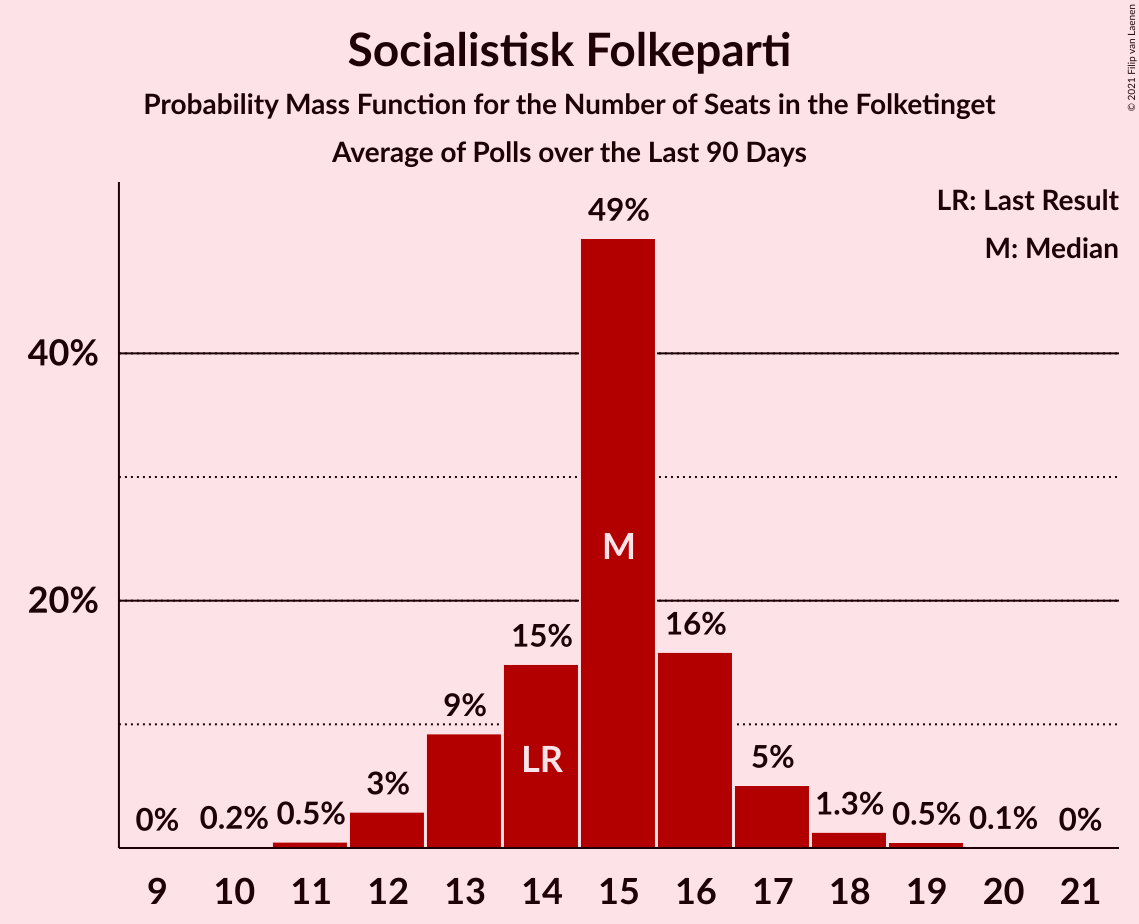 Socialistisk Folkeparti
Probability Mass Function for the Number of Seats in the Folketinget
Average of Polls over the Last 90 Days
© 2021 Filip van Laenen
LR: Last Result
M: Median
49%
40%
M
20%
16%
15%
9%
LR
5%
3%
1.3%
0% 0.2% 0.5% 0.5% 0.1% 0%
9 10 11 12 13 14 15 16 17 18 19 20 21